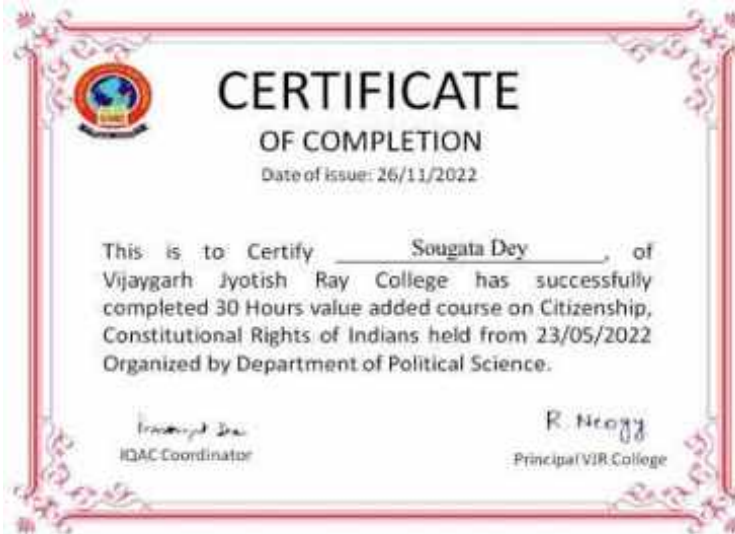 CERTIFICATE
OF COMPLETION
Date of issue: 26/11/2022
This is to Certify Sougata Dey, of
Vijaygarh Jyotish Ray College has successfully
completed 30 Hours value added course on Citizenship,
Constitutional Rights of Indians held from 23/05/2022
Organized by Department of Political Science.
R. Neogy
IQAC Coordinator
Principal VJR College